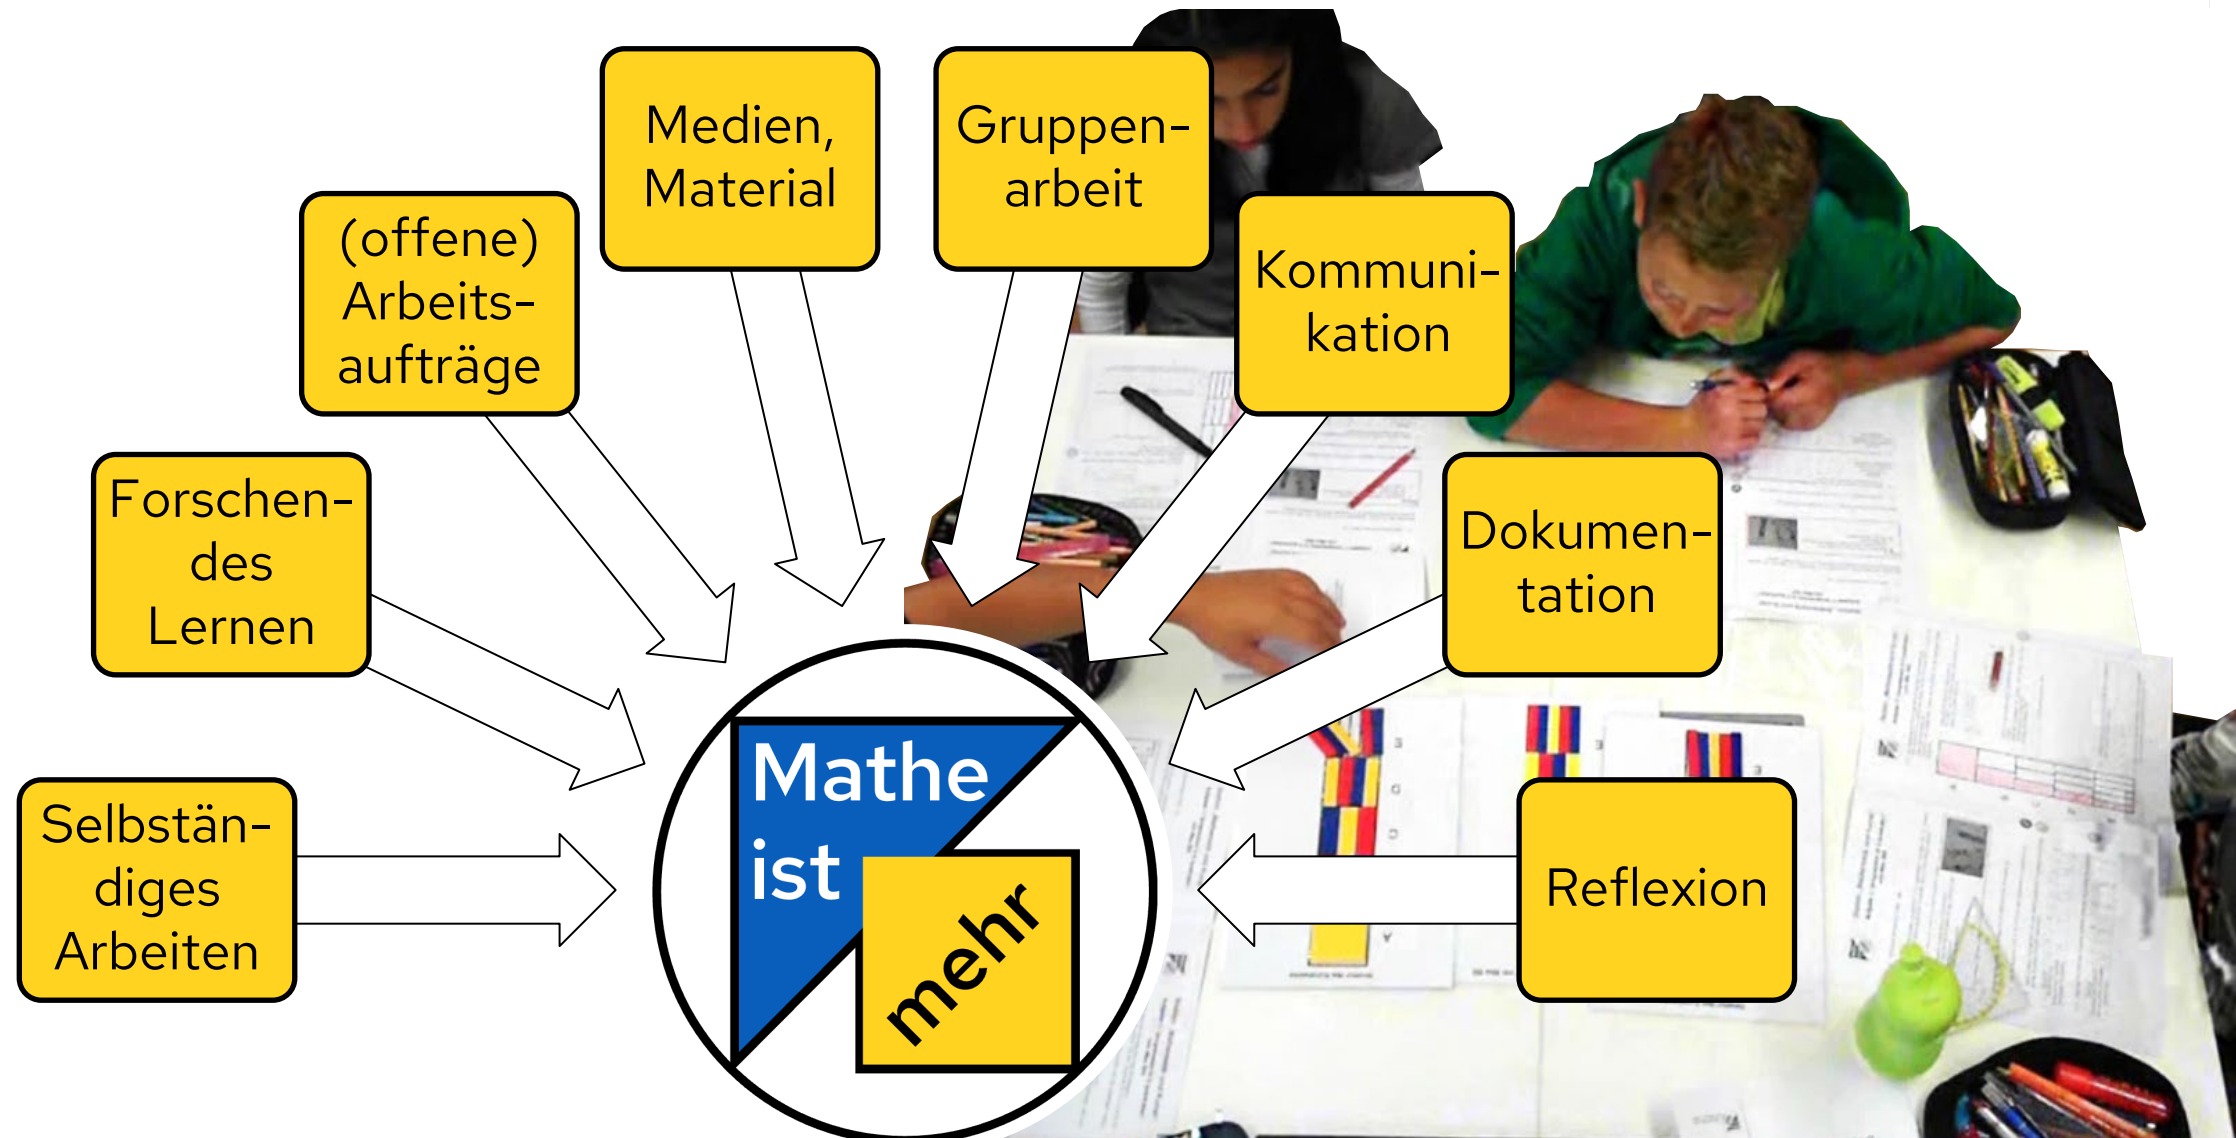 Medien,
Material
Gruppen-
arbeit
(offene)
Arbeits-
aufträge
Kommuni-
kation
Forschen-
des
Lernen
Dokumen-
tation
Selbstän-
diges
Arbeiten
Reflexion
Mathe
ist
mehr